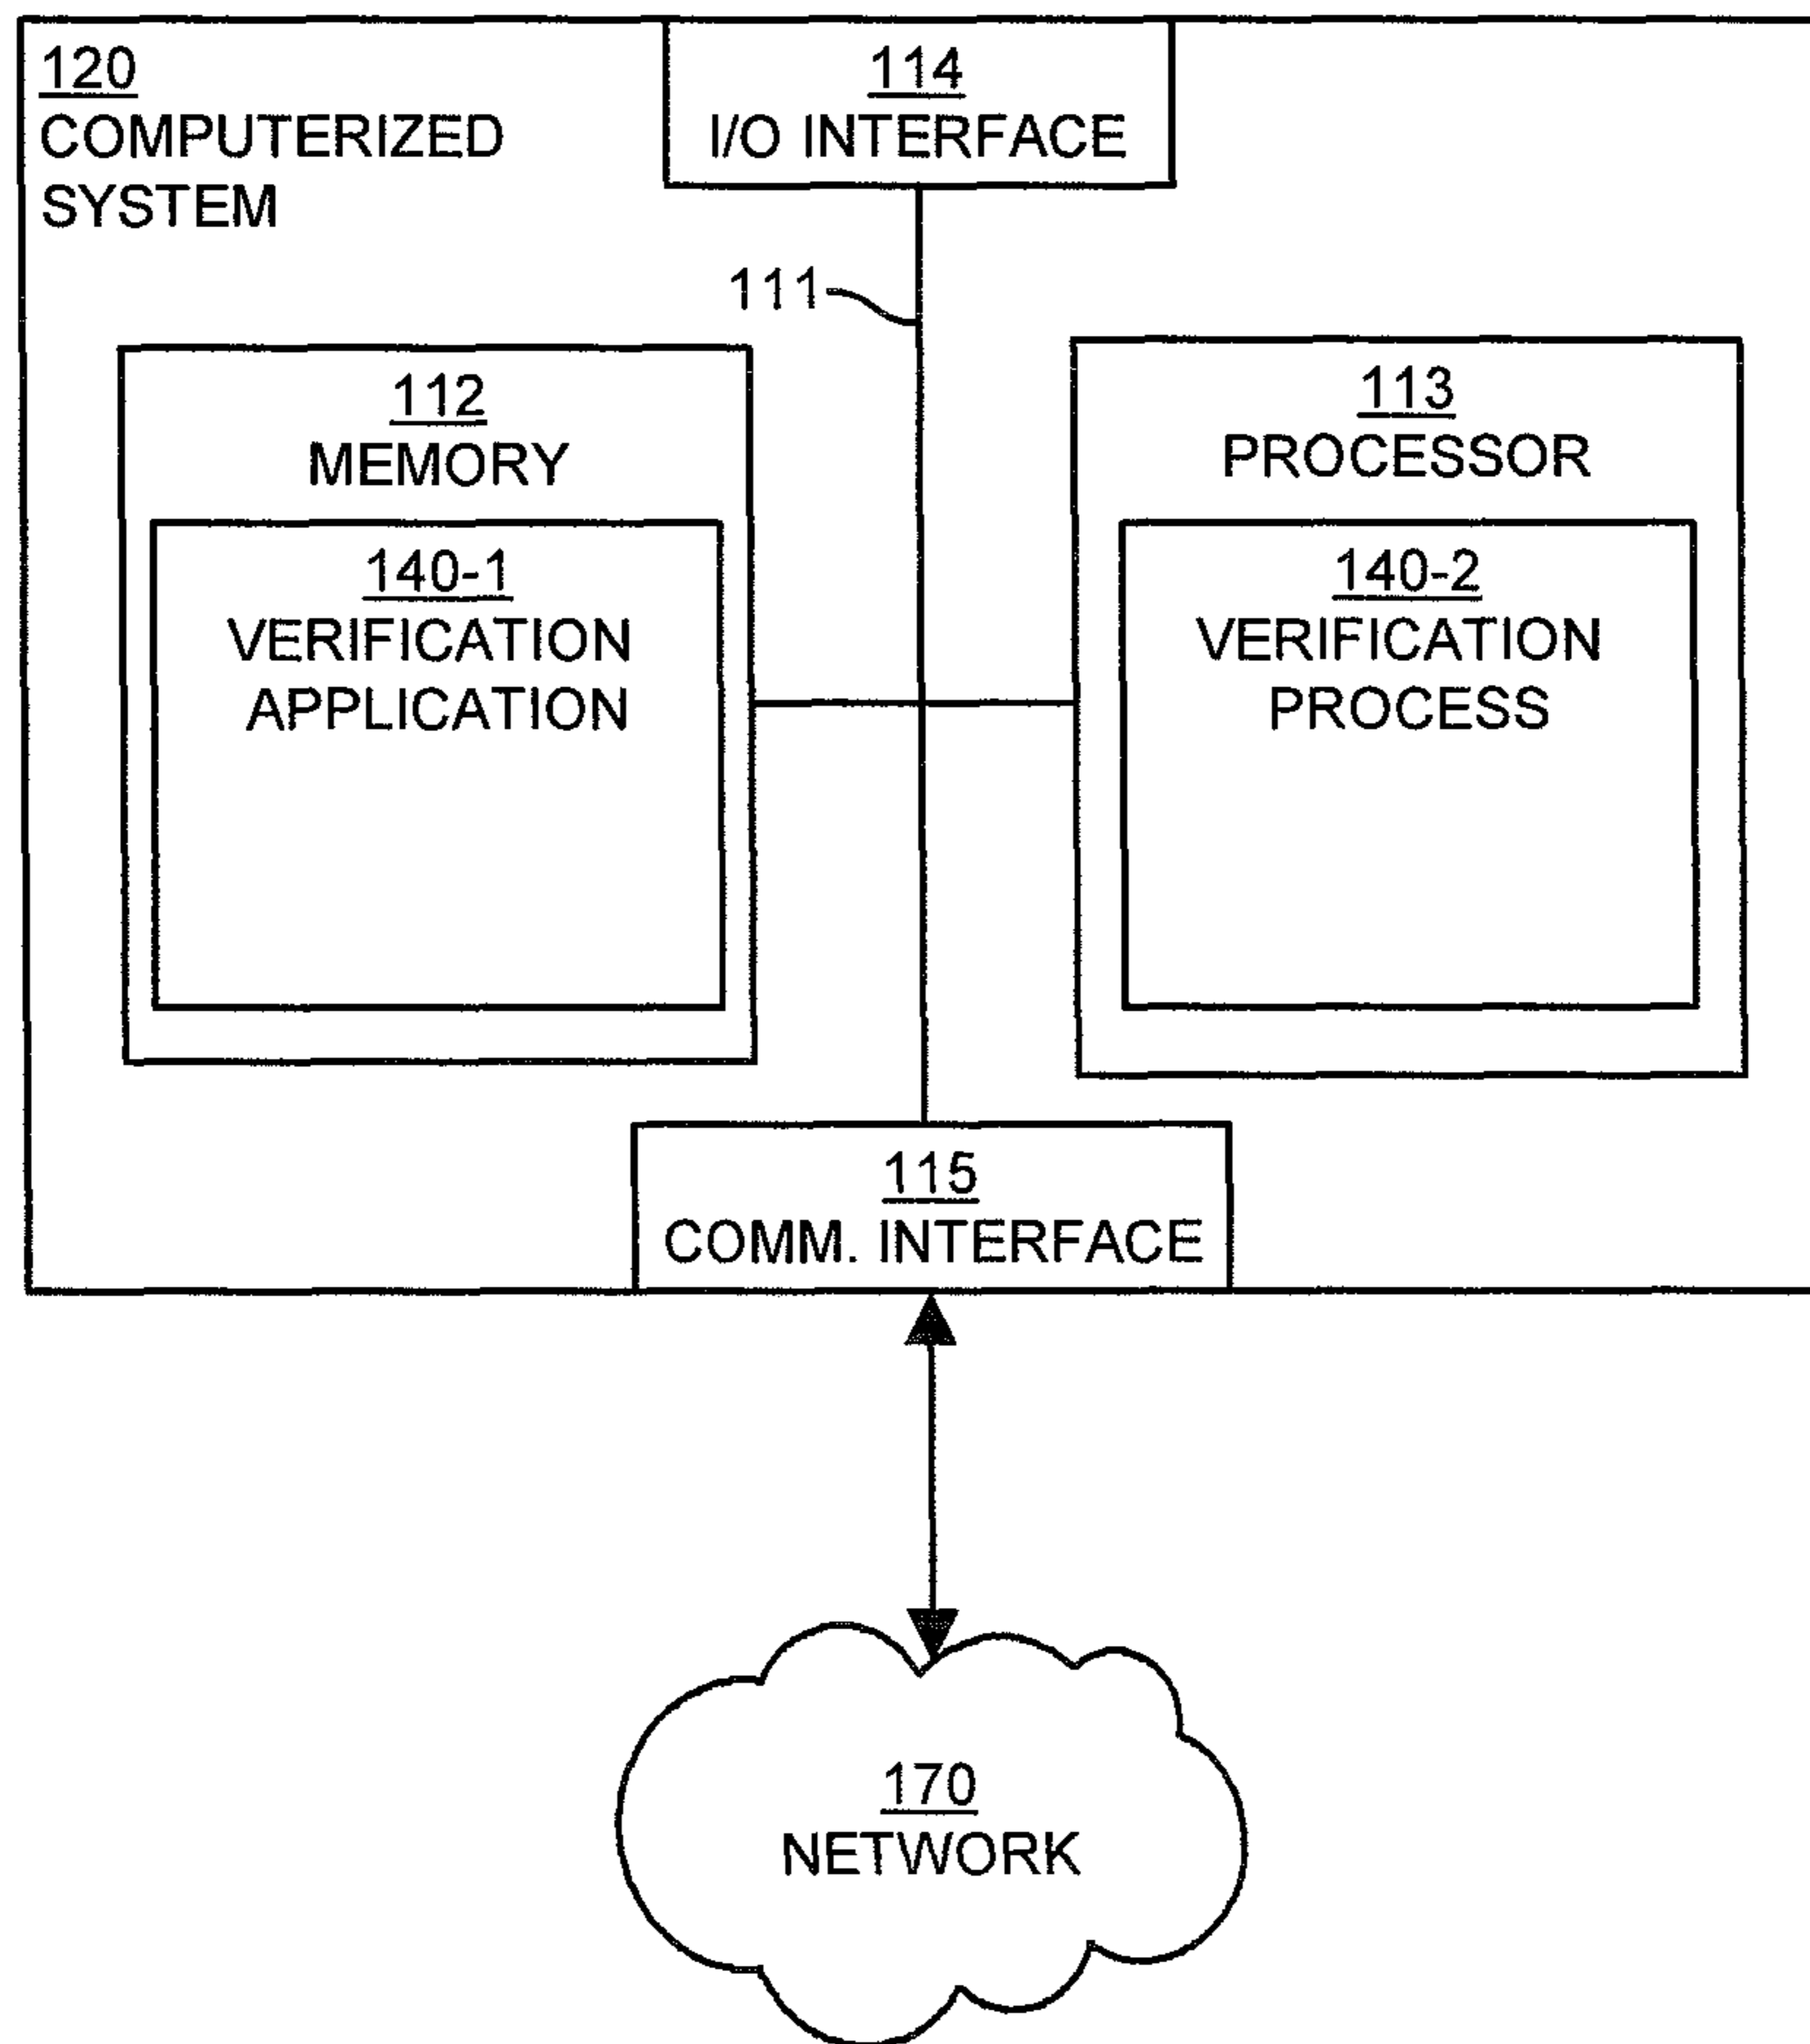 120
COMPUTERIZED
SYSTEM
114
I/O INTERFACE
111
112
MEMORY
113
PROCESSOR
140-1
VERIFICATION
APPLICATION
140-2
VERIFICATION
PROCESS
115
COMM. INTERFACE
170
NETWORK